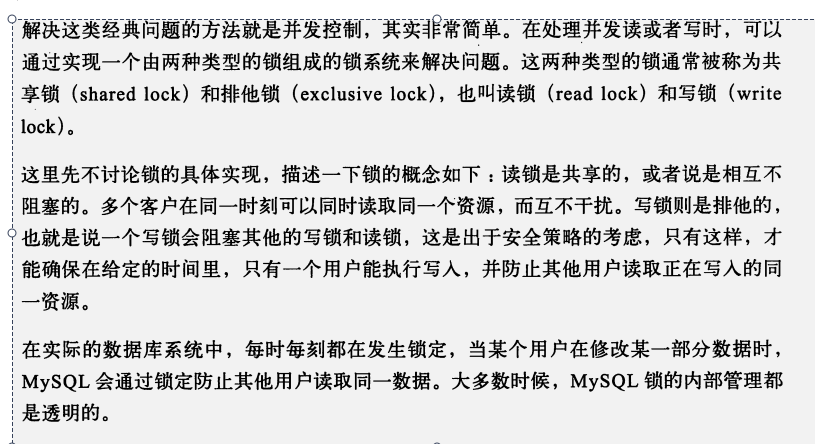 解决这类经典问题的方法就是并发控制，其实非常简单。在处理并发读或者写时，可以
通过实现一个由两种类型的锁组成的锁系统来解决问题。这两种类型的锁通常被称为共
享锁（shared lock）和排他锁（exclusive lock），也叫读锁（read lock）和写锁（write
lock）。
这里先不讨论锁的具体实现，描述一下锁的概念如下：读锁是共享的，或者说是相互不
阻塞的。多个客户在同一时刻可以同时读取同一个资源，而互不干扰。写锁则是排他的，
也就是说一个写锁会阻塞其他的写锁和读锁，这是出于安全策略的考虑，只有这样，才
能确保在给定的时间里，只有一个用户能执行写入，并防止其他用户读取正在写入的同
一资源。
在实际的数据库系统中，每时每刻都在发生锁定，当某个用户在修改某一部分数据时，
MySQL 会通过锁定防止其他用户读取同一数据。大多数时候，MySQL 锁的内部管理都
是透明的。